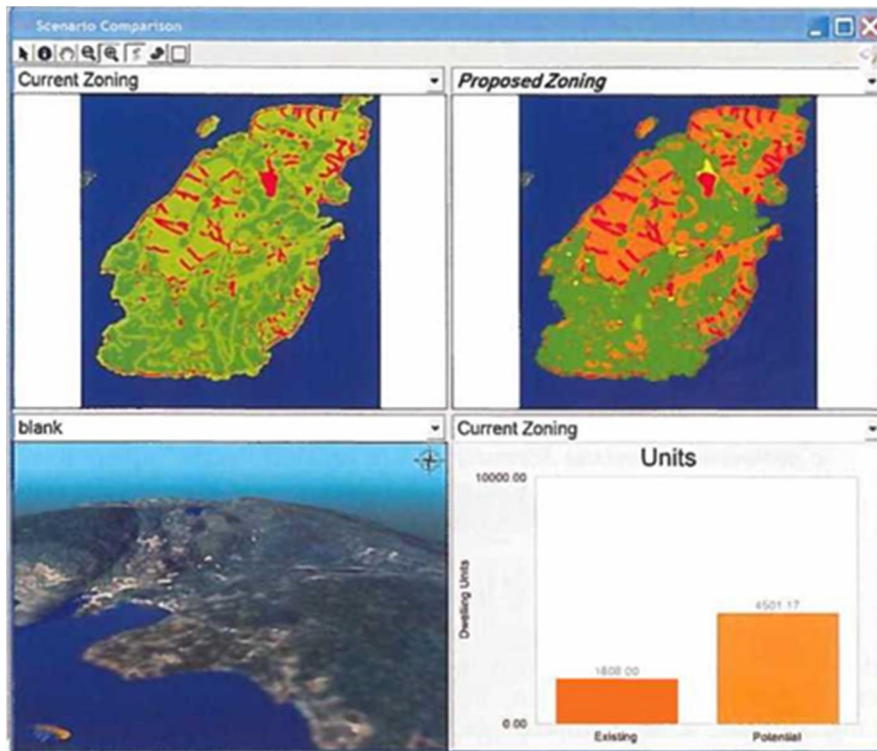 Scenario Comparison
Current Zoning
Proposed Zoning
blank
Current Zoning
Units
10000.00
Dwelling Units
4501.17
1808.00
0.00
Existing
Potential